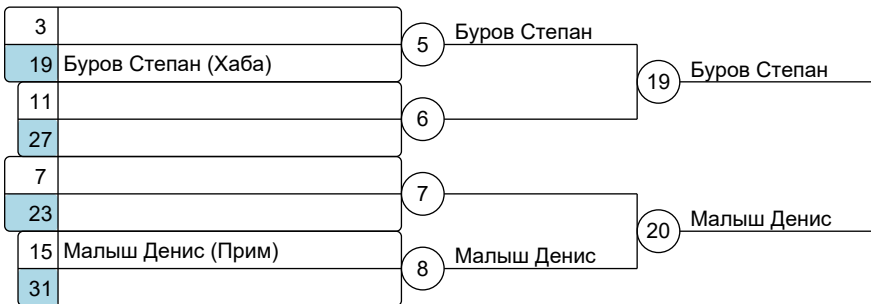 3
5 Буров Степан
19 Буров Степан (Хаба)
19 Буров Степан
11
6
27
7
7
23
20 Малыш Денис
15 Малыш Денис (Прим)
8 Малыш Денис
31